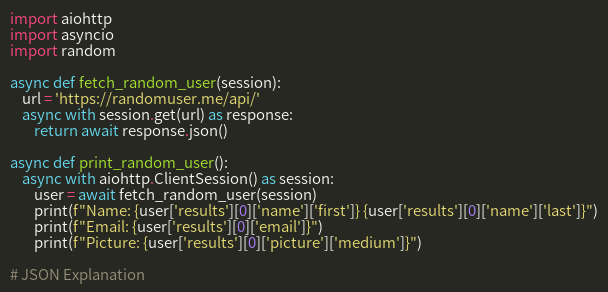 import aiohttp
import asyncio
import random

async def fetch_random_user(session):
    url = 'https://randomuser.me/api/'
    async with session.get(url) as response:
        return await response.json()

async def print_random_user():
    async with aiohttp.ClientSession() as session:
        user = await fetch_random_user(session)
        print(f"Name: {user['results'][0]['name']['first']} {user['results'][0]['name']['last']}")
        print(f"Email: {user['results'][0]['email']}")
        print(f"Picture: {user['results'][0]['picture']['medium']}")

# JSON Explanation